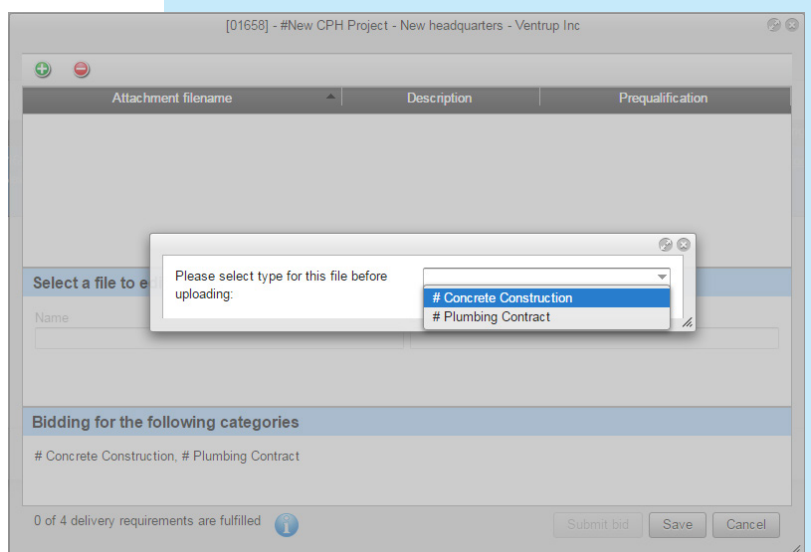 [01658] - #New CPH Project - New headquarters - Ventrup Inc
Attachment filename Description Prequalification
Please select type for this file before
uploading:
# Concrete Construction
# Plumbing Contract
Select a file to e
Name
Bidding for the following categories
# Concrete Construction, # Plumbing Contract
0 of 4 delivery requirements are fulfilled
Submit bid Save Cancel